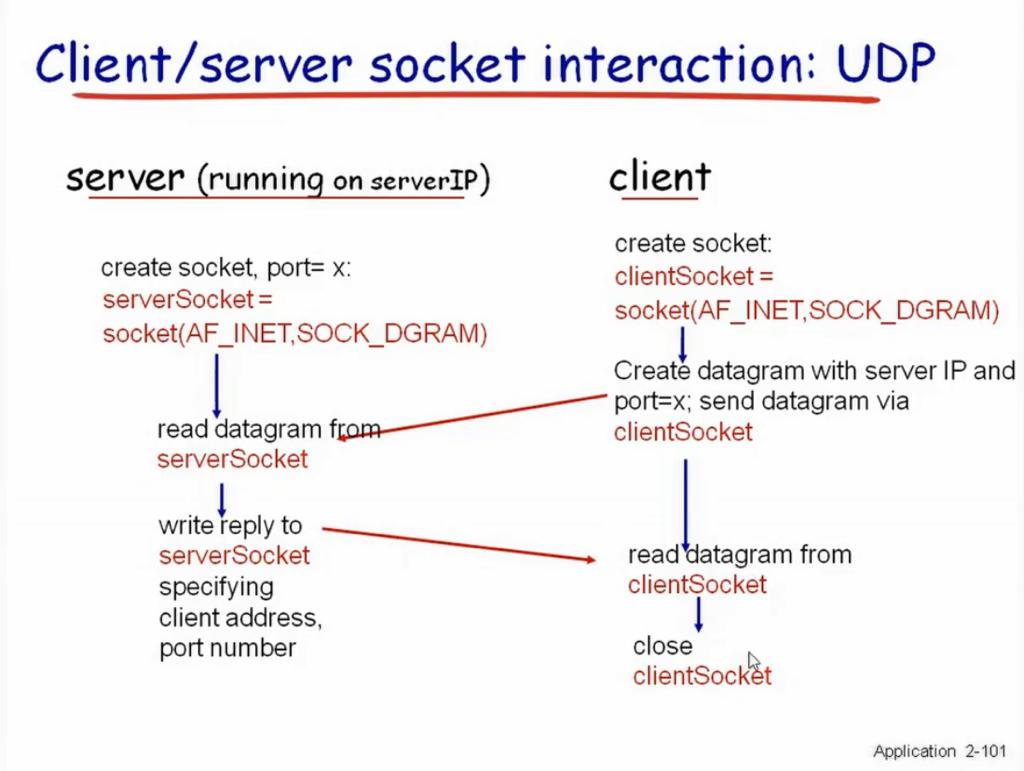 Client/server socket interaction: UDP
server (running on serverIP)
create socket, port= x:
serverSocket =
socket(AF_INET,SOCK_DGRAM)
read datagram from
serverSocket
write reply to
serverSocket
specifying
client address,
port number
client
create socket:
clientSocket =
socket(AF_INET,SOCK_DGRAM)
Create datagram with server IP and
port=x; send datagram via
clientSocket
read datagram from
clientSocket
close
clientSocket
Application 2-101